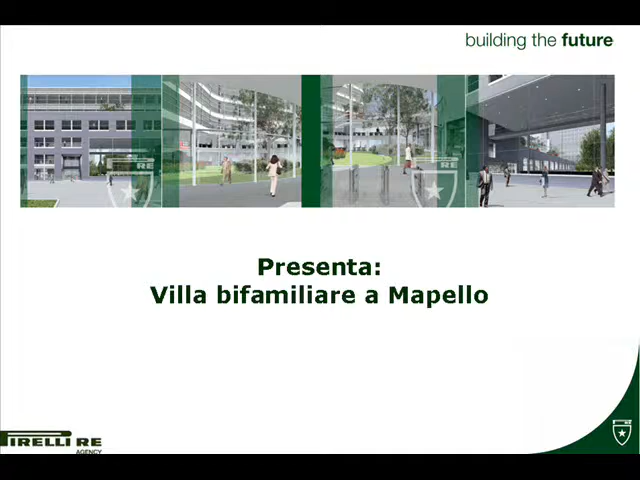 building the future
Presenta:
Villa bifamiliare a Mapello
PIRELLI RE
AGENCY